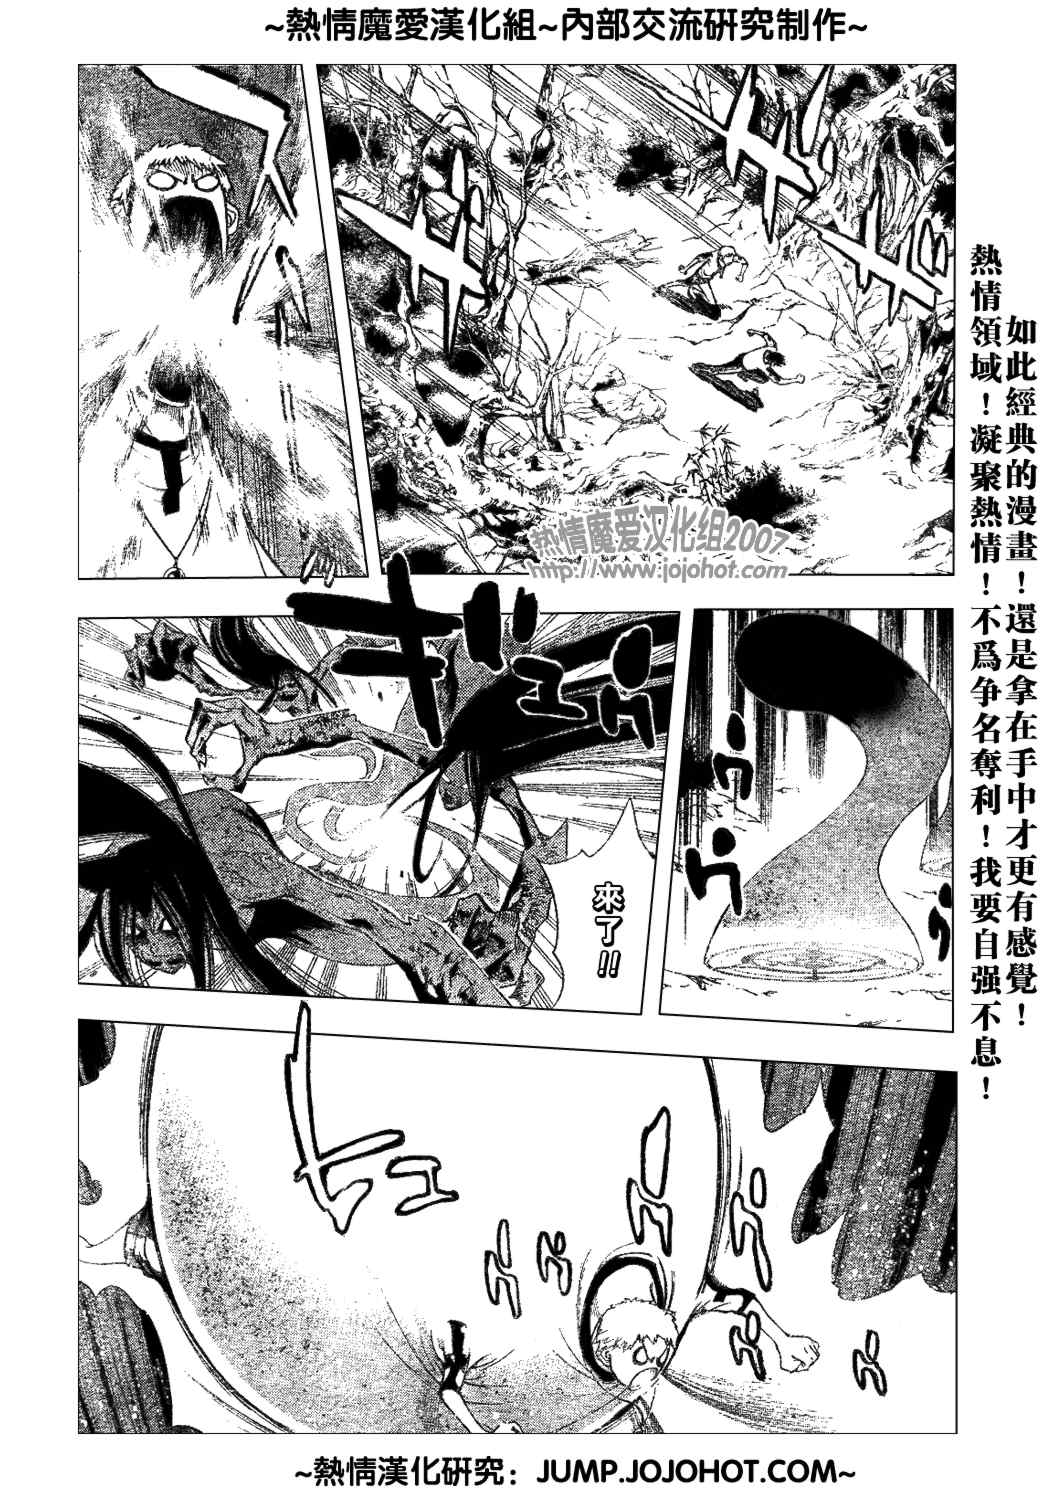 ~熱情魔愛漢化組~內部交流研究制作~
如此經典的漫畫！還是拿在手中才更有感覺！
熱情領域！凝聚熱情！不爲争名奪利！我要自强不息！
热情魔爱汉化组2007
http://www.jojohot.com
ギュグ
來了!!
~熱情漢化研究：JUMP.JOJOHOT.COM~